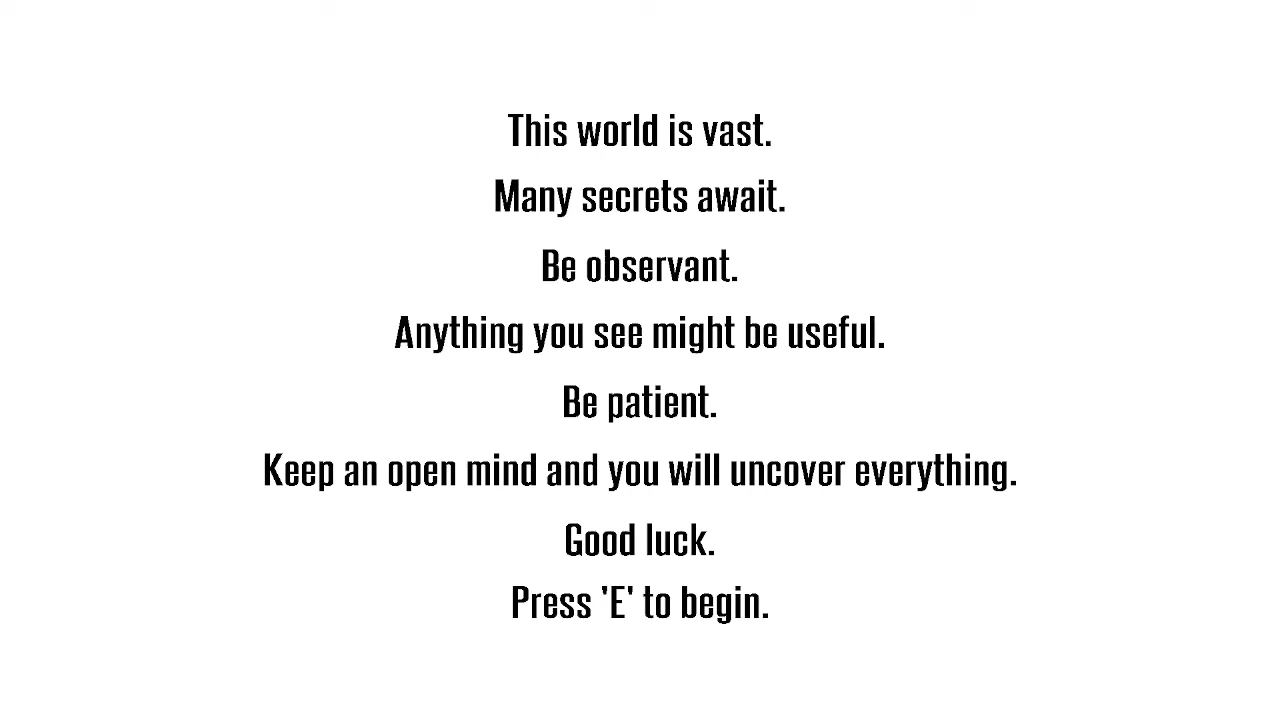 This world is vast.
Many secrets await.
Be observant.
Anything you see might be useful.
Be patient.
Keep an open mind and you will uncover everything.
Good luck.
Press 'E' to begin.